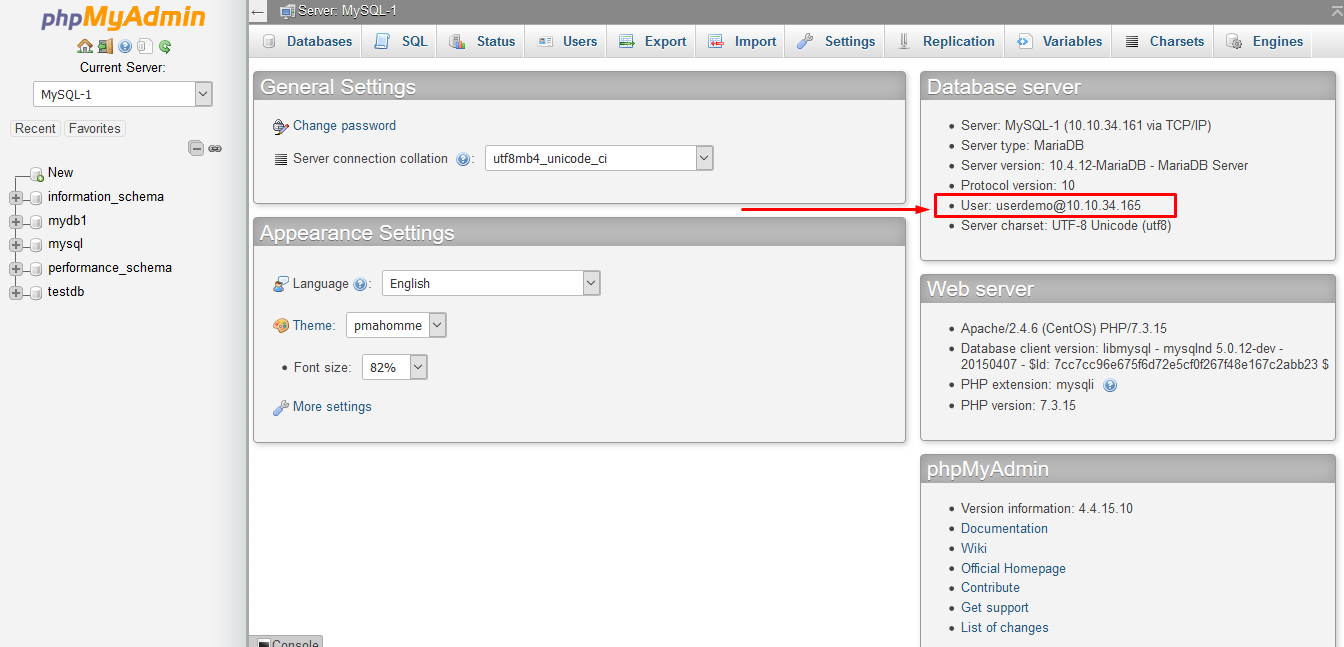 phpMyAdmin
Current Server:
MySQL-1
Recent Favorites
New
information_schema
mydb1
mysql
performance_schema
testdb
Server: MySQL-1
Databases SQL Status Users Export Import Settings Replication Variables Charsets Engines
General Settings
Change password
Server connection collation : utf8mb4_unicode_ci
Appearance Settings
Language : English
Theme: pmahomme
• Font size: 82%
More settings
Console
Database server
• Server: MySQL-1 (10.10.34.161 via TCP/IP)
• Server type: MariaDB
• Server version: 10.4.12-MariaDB - MariaDB Server
• Protocol version: 10
• User: userdemo@10.10.34.165
• Server charset: UTF-8 Unicode (utf8)
Web server
• Apache/2.4.6 (CentOS) PHP/7.3.15
• Database client version: libmysql - mysqlnd 5.0.12-dev -
20150407 - $Id: 7cc7cc96e675f6d72e5cf0f267f48e167c2abb23 $
• PHP extension: mysqli
• PHP version: 7.3.15
phpMyAdmin
• Version information: 4.4.15.10
• Documentation
• Wiki
• Official Homepage
• Contribute
• Get support
• List of changes